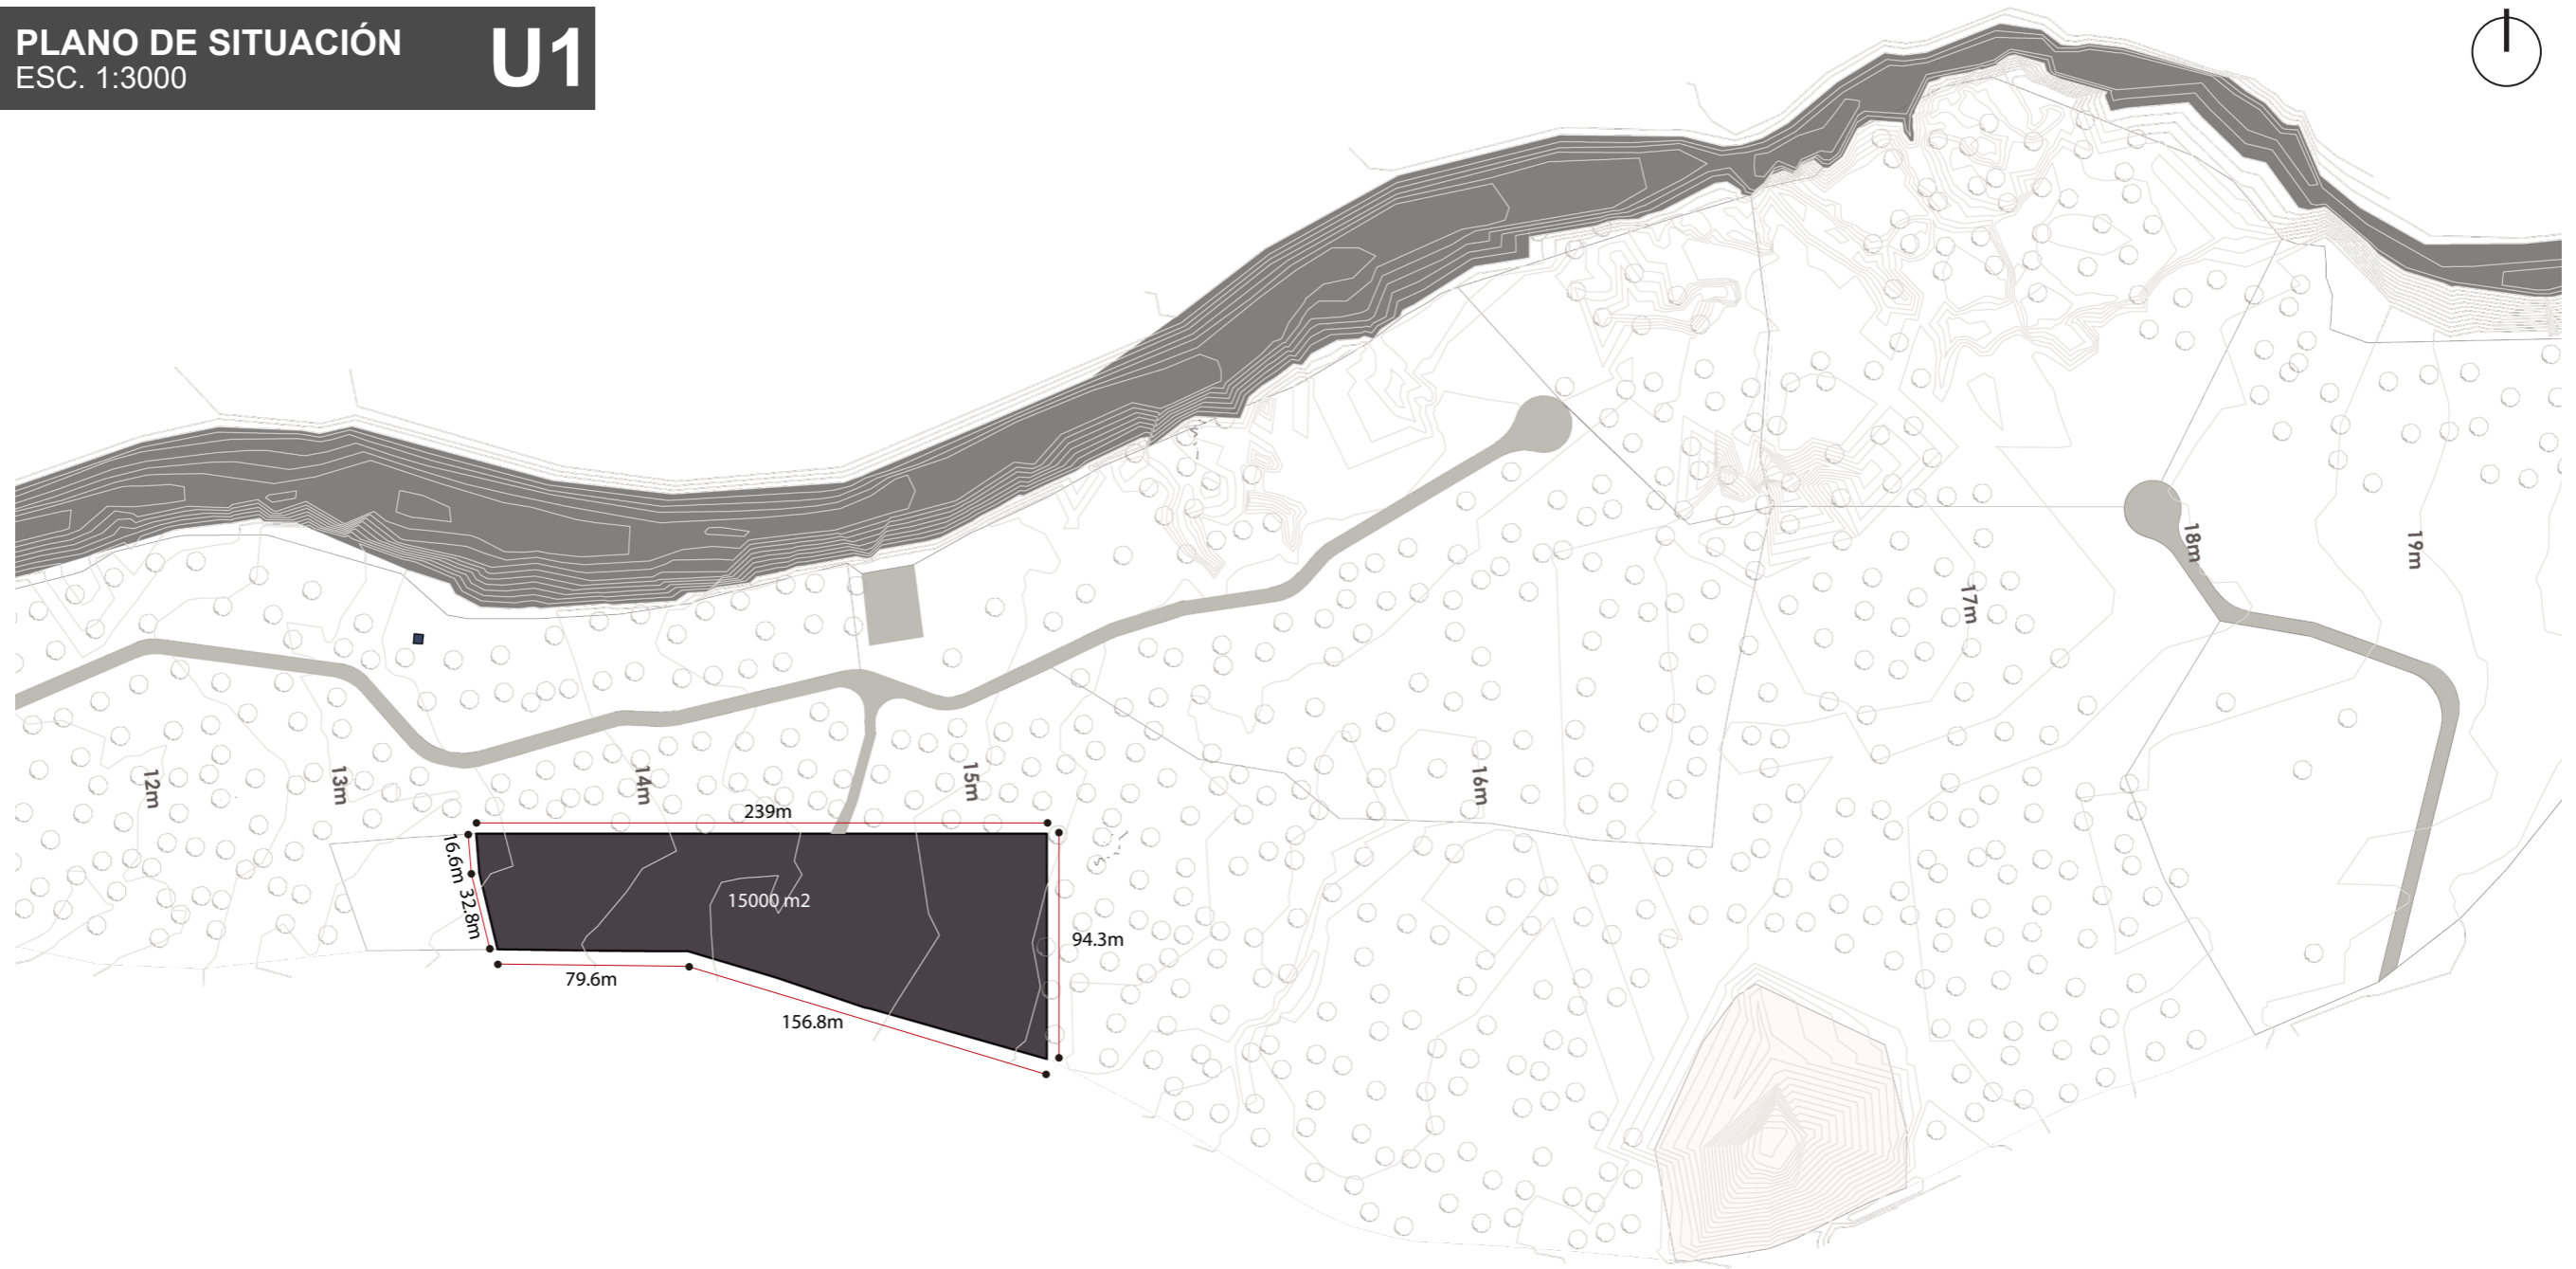 PLANO DE SITUACIÓN
U1
ESC. 1:3000
18m
19m
17m
12m
13m
14m
15m
16m
239m
16.6m
32.8m
15000 m2
94.3m
79.6m
156.8m